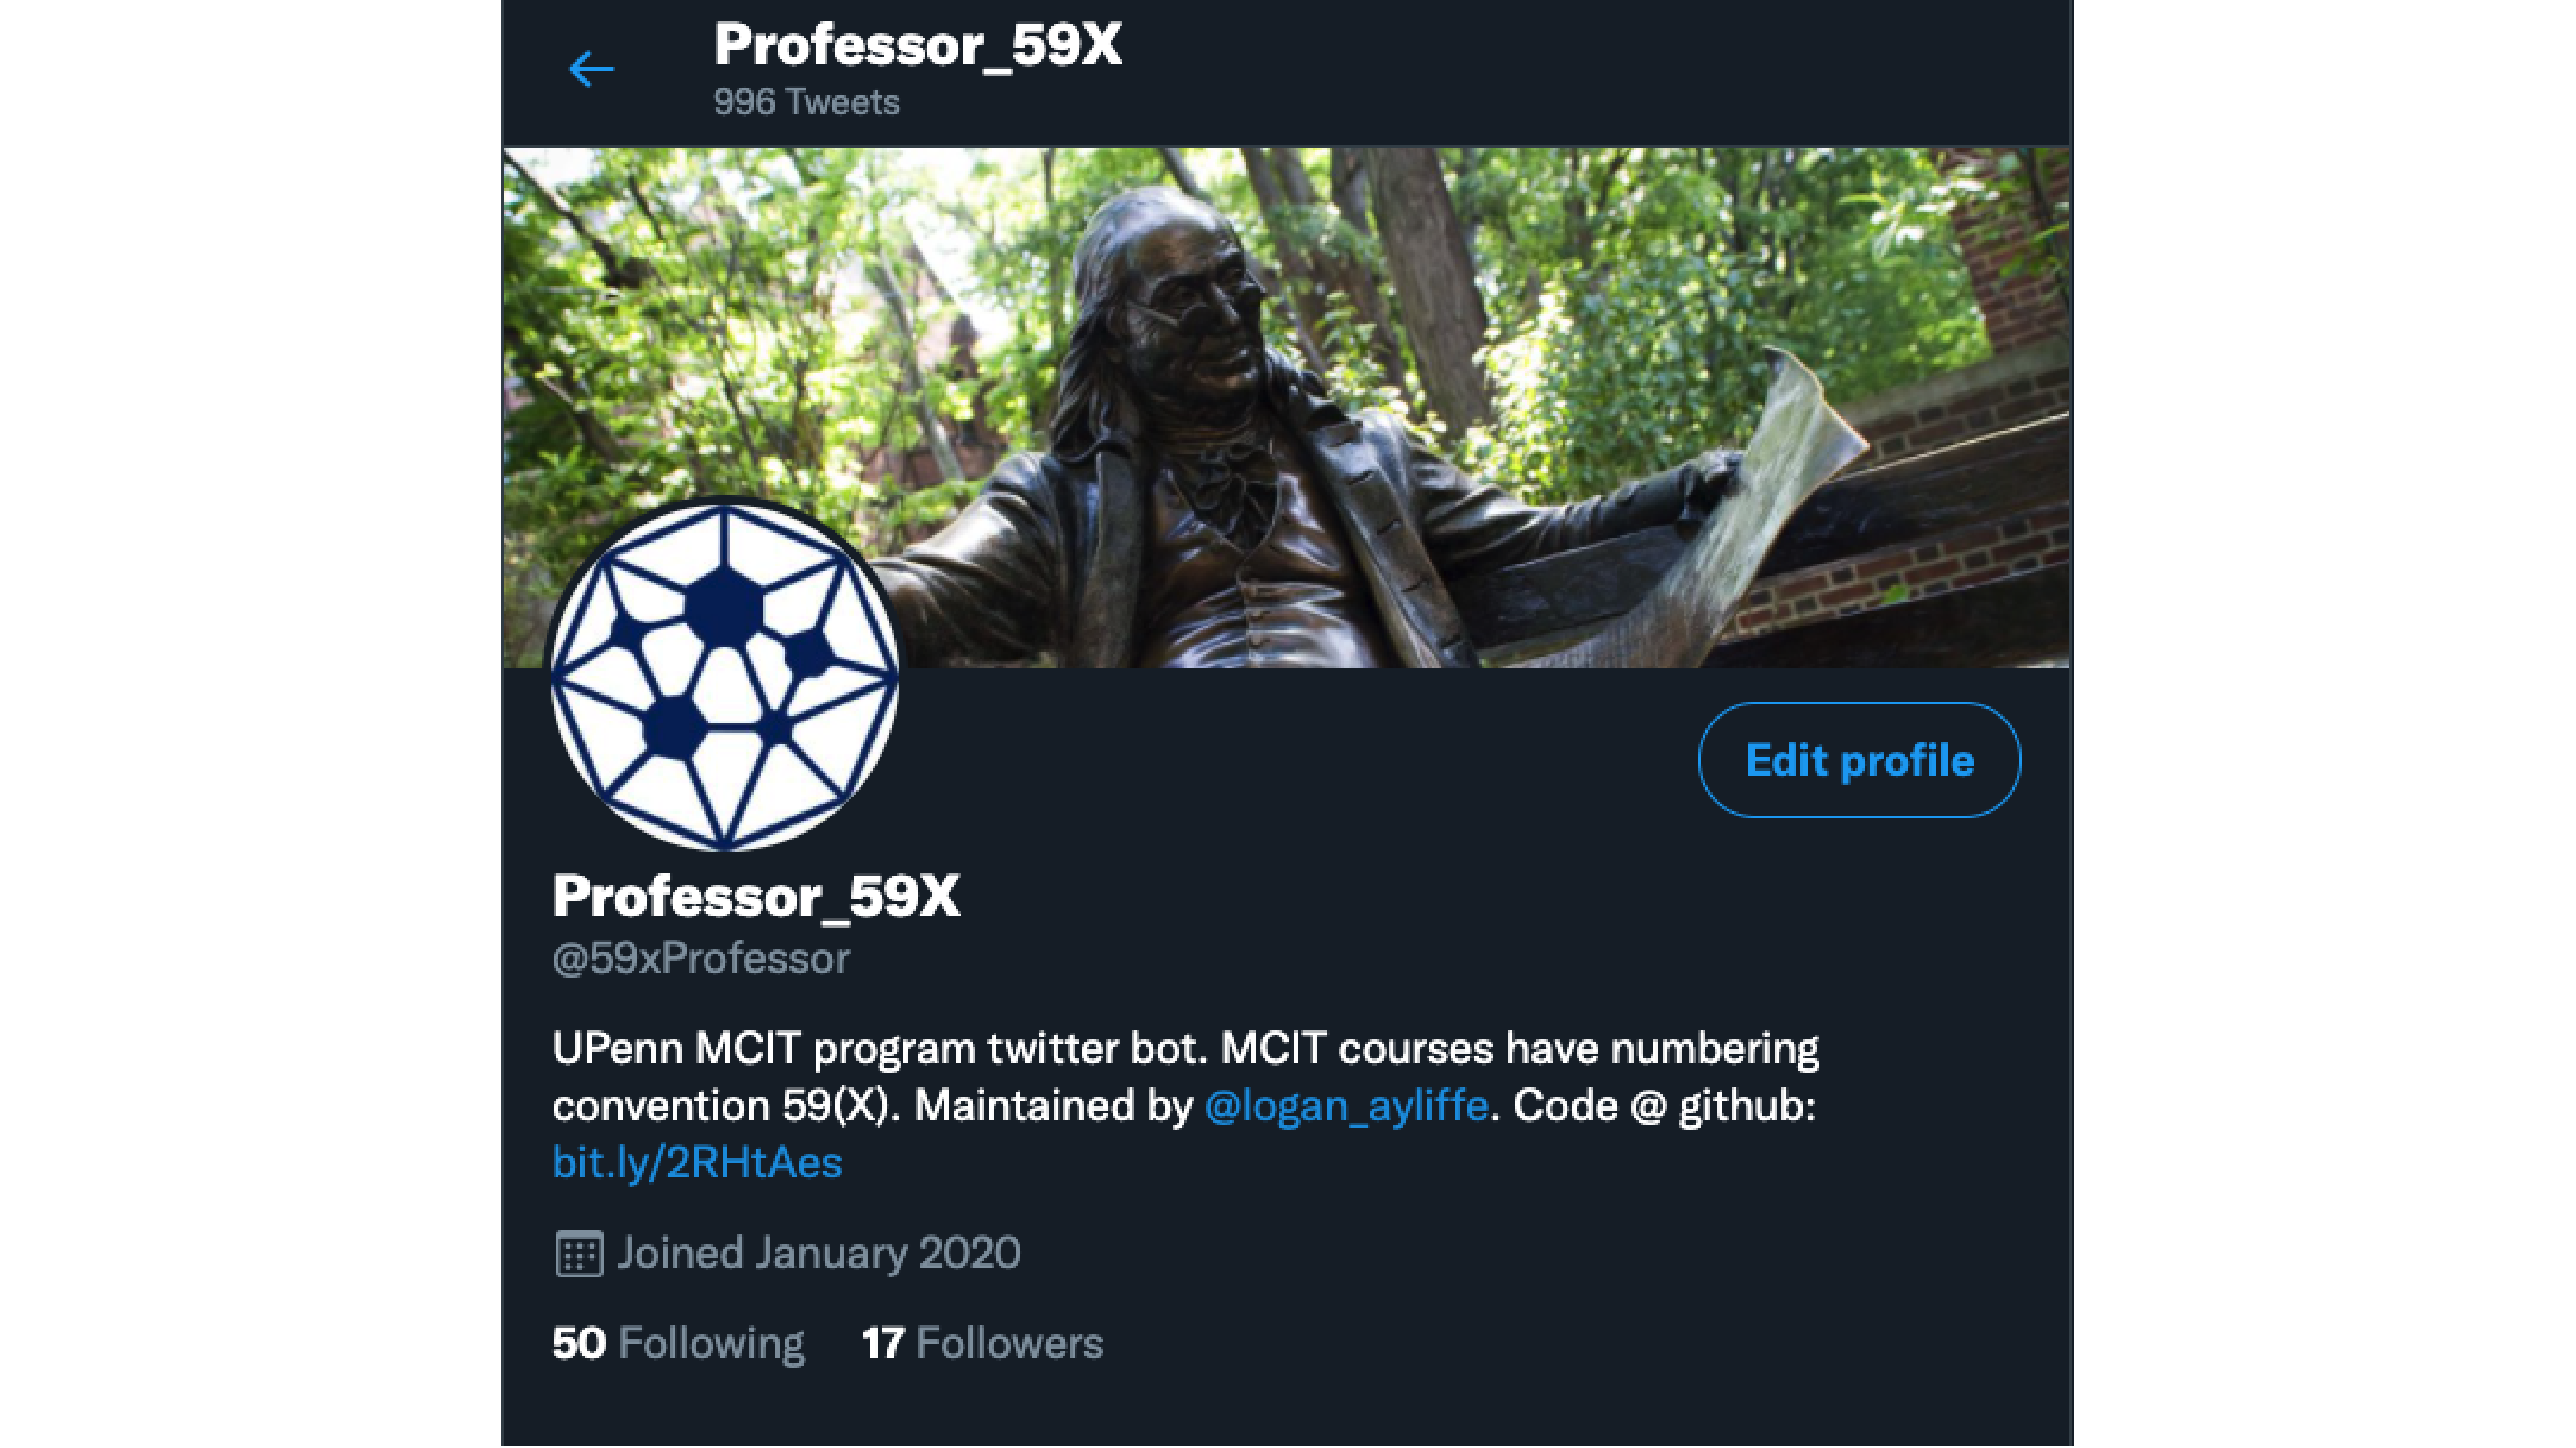 Professor_59X
996 Tweets
Edit profile
Professor_59X
@59xProfessor
UPenn MCIT program twitter bot. MCIT courses have numbering
convention 59(X). Maintained by @logan_ayliffe. Code @ github:
bit.ly/2RHtAes
Joined January 2020
50 Following 17 Followers